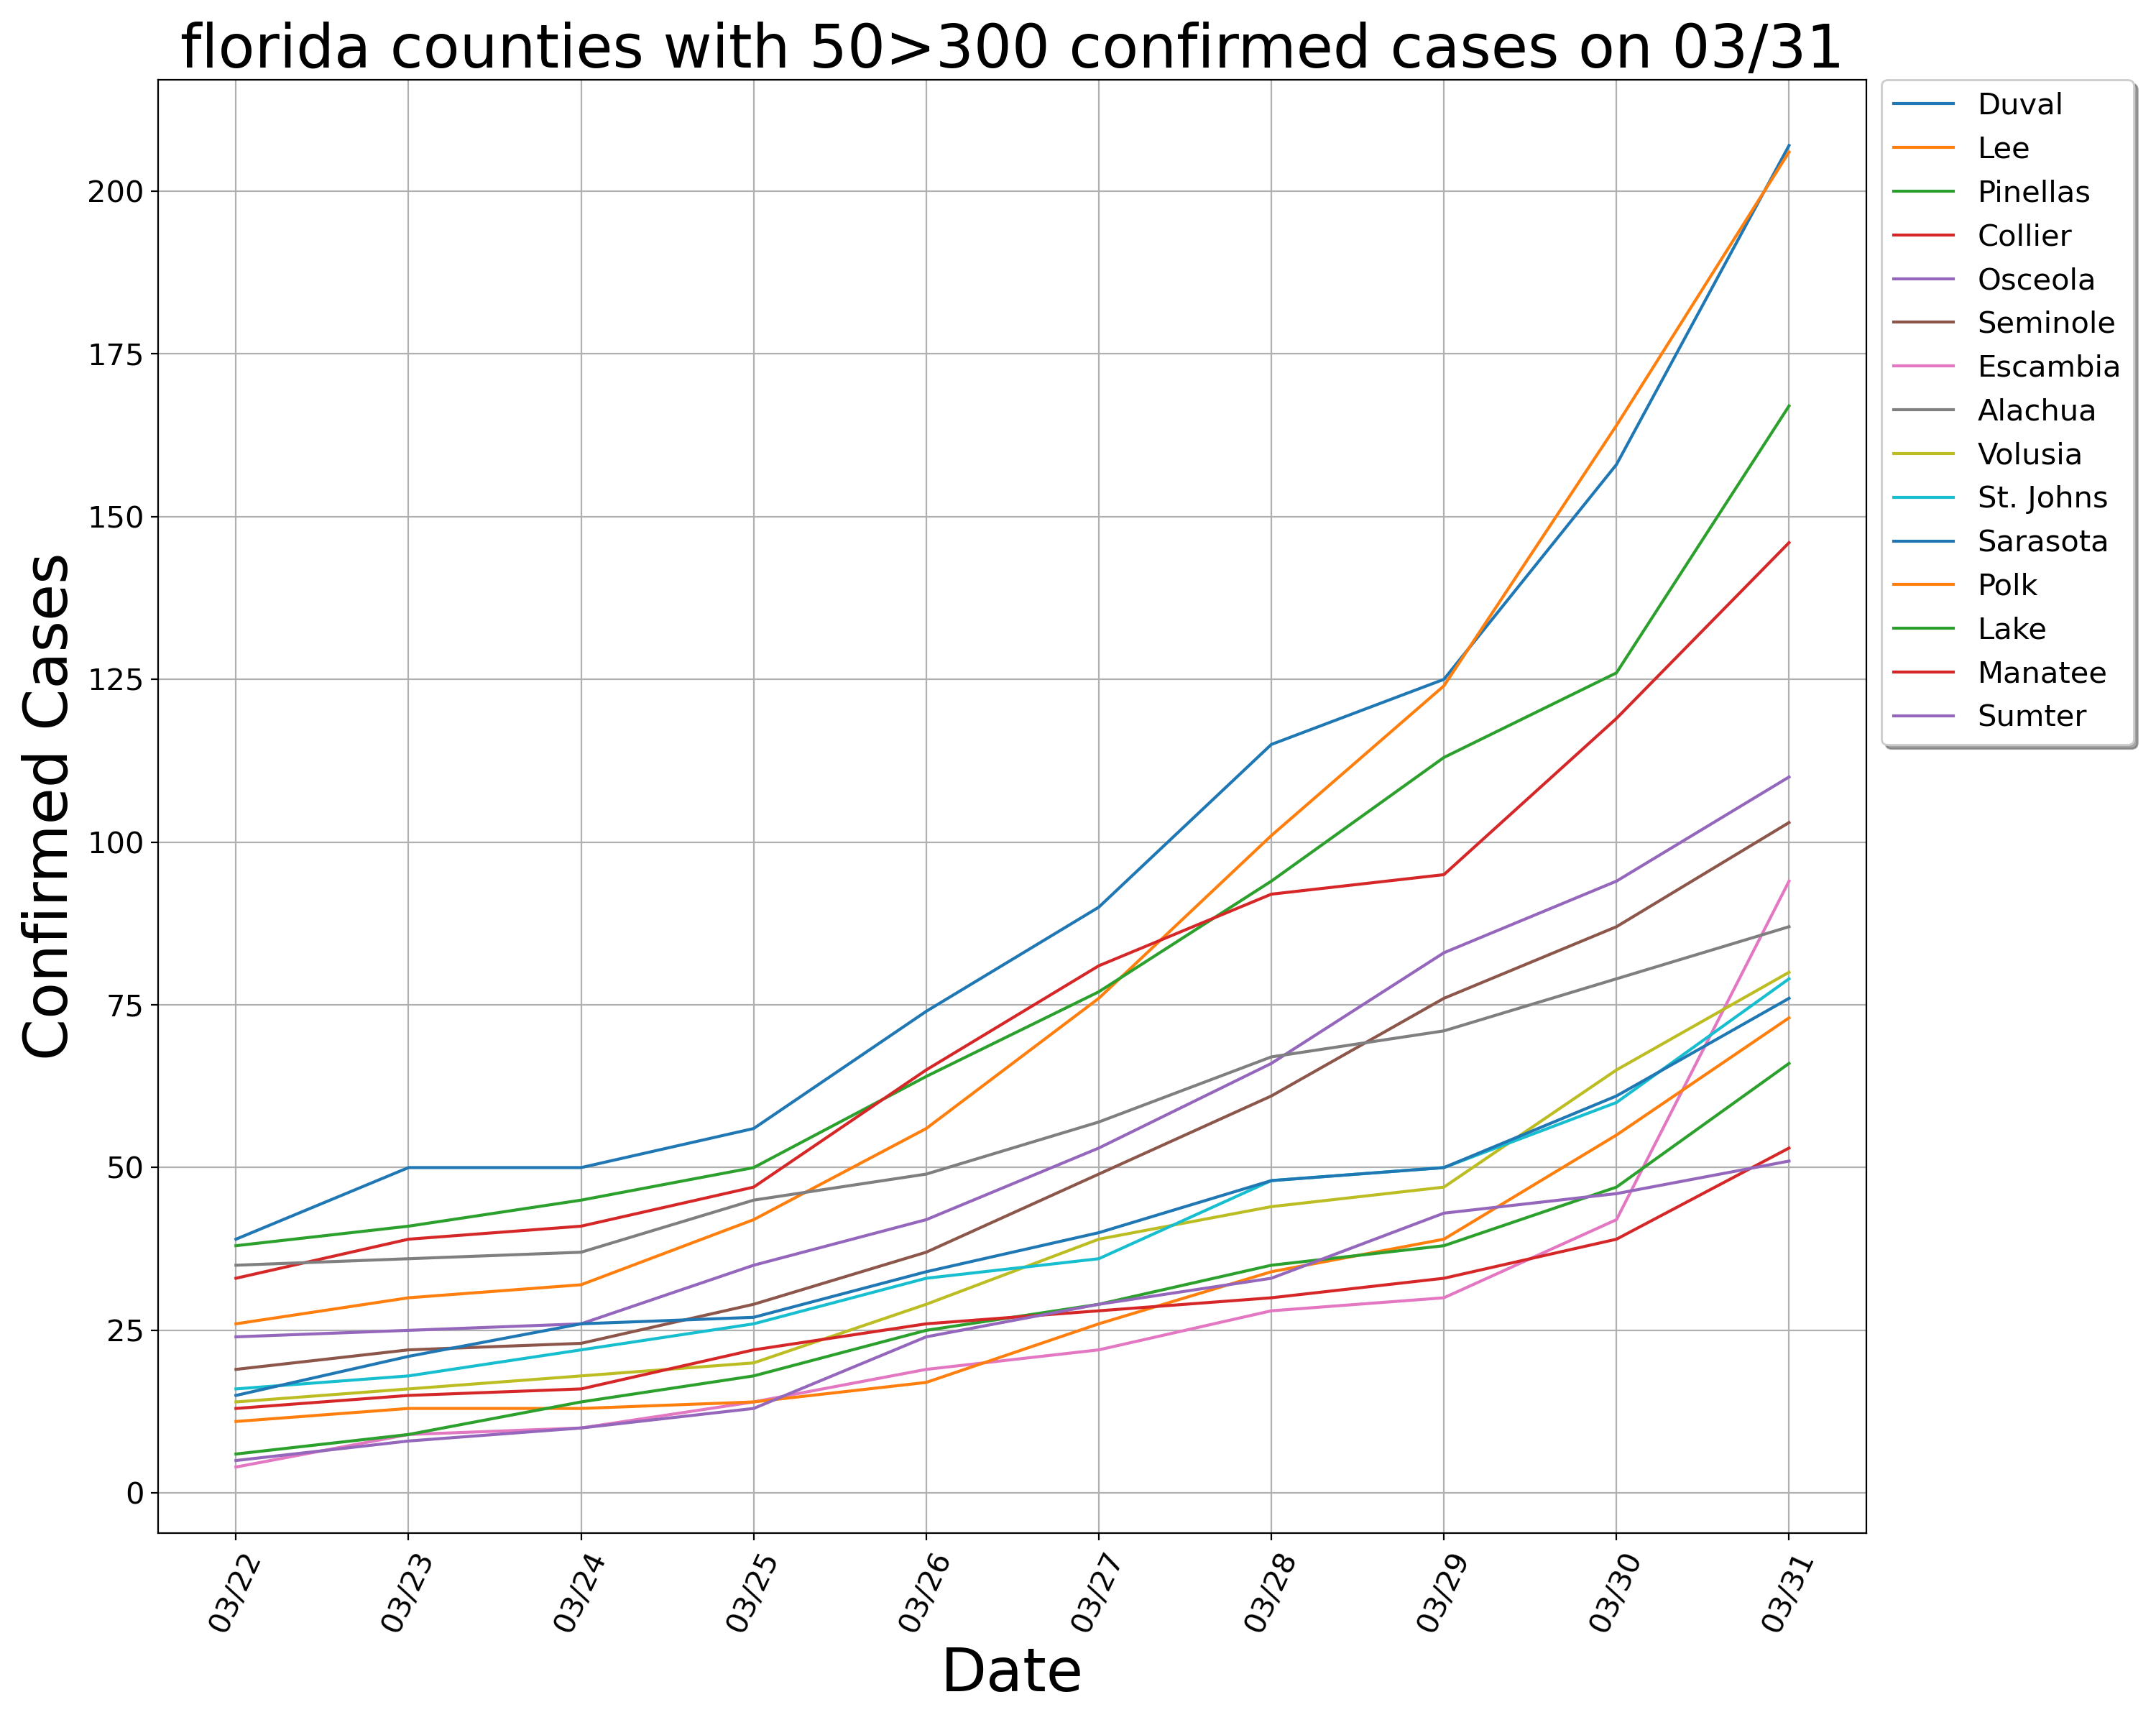 florida counties with 50>300 confirmed cases on 03/31
Confirmed Cases
200
175
150
125
100
75
50
25
0
03/22
03/23
03/24
03/25
03/26
03/27
03/28
03/29
03/30
03/31
Date
Duval
Lee
Pinellas
Collier
Osceola
Seminole
Escambia
Alachua
Volusia
St. Johns
Sarasota
Polk
Lake
Manatee
Sumter